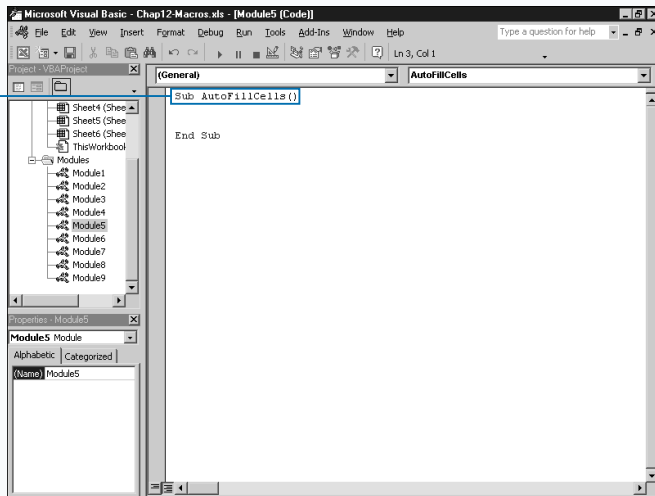 Microsoft Visual Basic - Chap12-Macros.xls - [Module5 (Code)]
File Edit View Insert Format Debug Run Tools Add-Ins Window Help
Type a question for help
Ln 3, Col 1
Project - VBAProject
(General)
AutoFillCells
Sheet4 (Shee
Sheet5 (Shee
Sheet6 (Shee
ThisWorkbool
Modules
Module1
Module2
Module3
Module4
Module5
Module6
Module7
Module8
Module9
Sub AutoFillCells()
End Sub
Properties - Module5
Module5 Module
Alphabetic Categorized
(Name) Module5